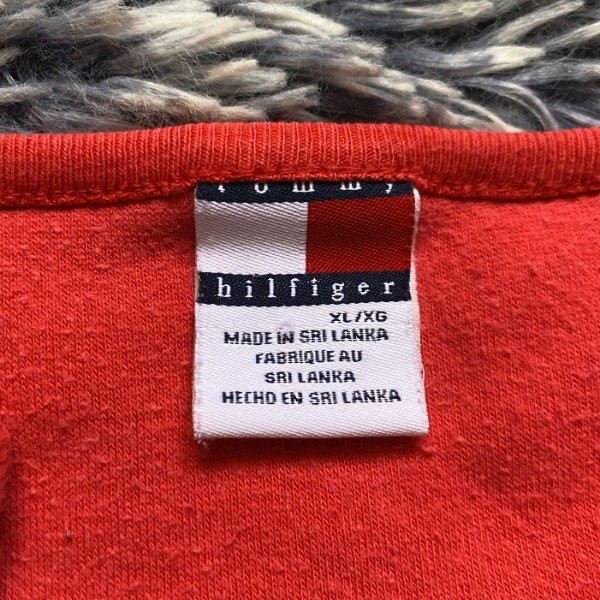 tommy
hilfiger
XL/XG
MADE IN SRI LANKA
FABRIQUE AU
SRI LANKA
HECHO EN SRI LANKA